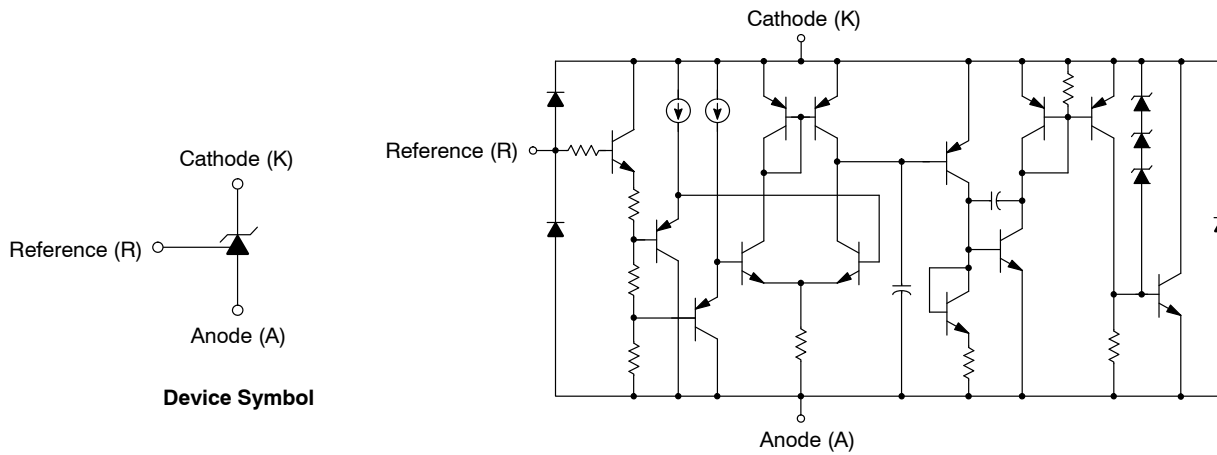 Cathode (K)
Reference (R)
Anode (A)
Device Symbol
Cathode (K)
Reference (R)
Anode (A)